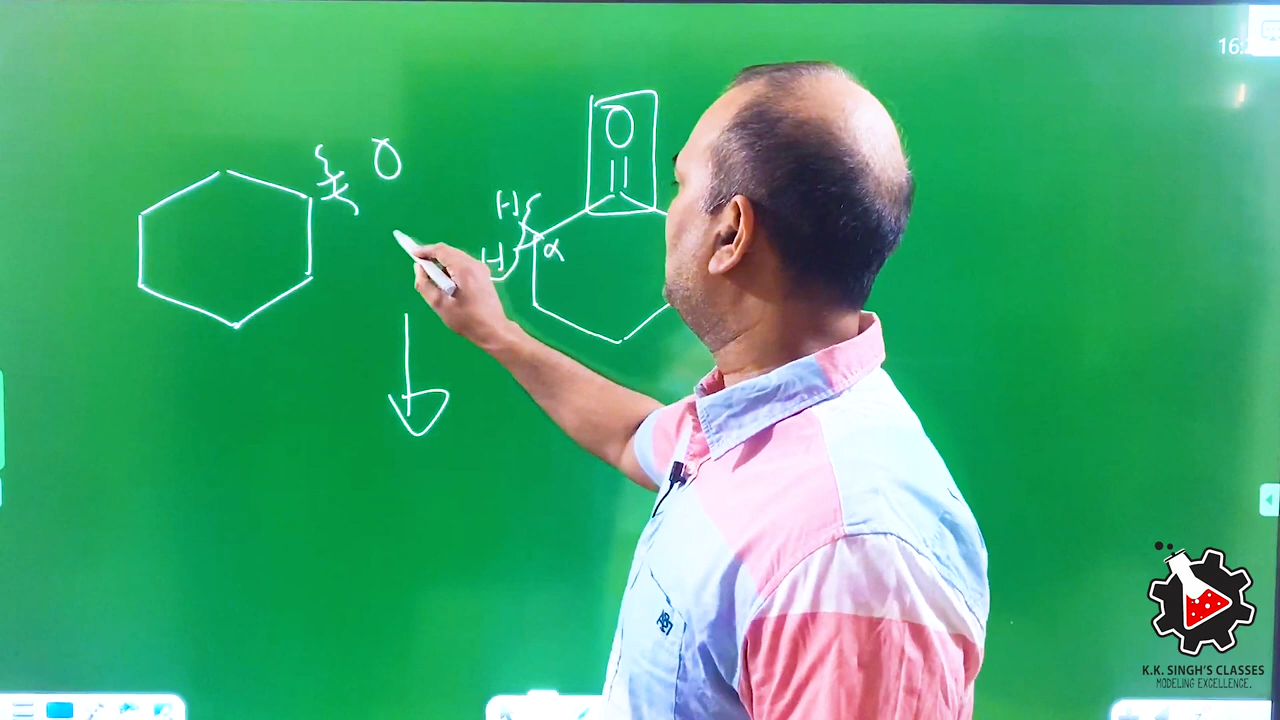 16:
O
O
H
H
α
K.K. SINGH'S CLASSES
MODELING EXCELLENCE.